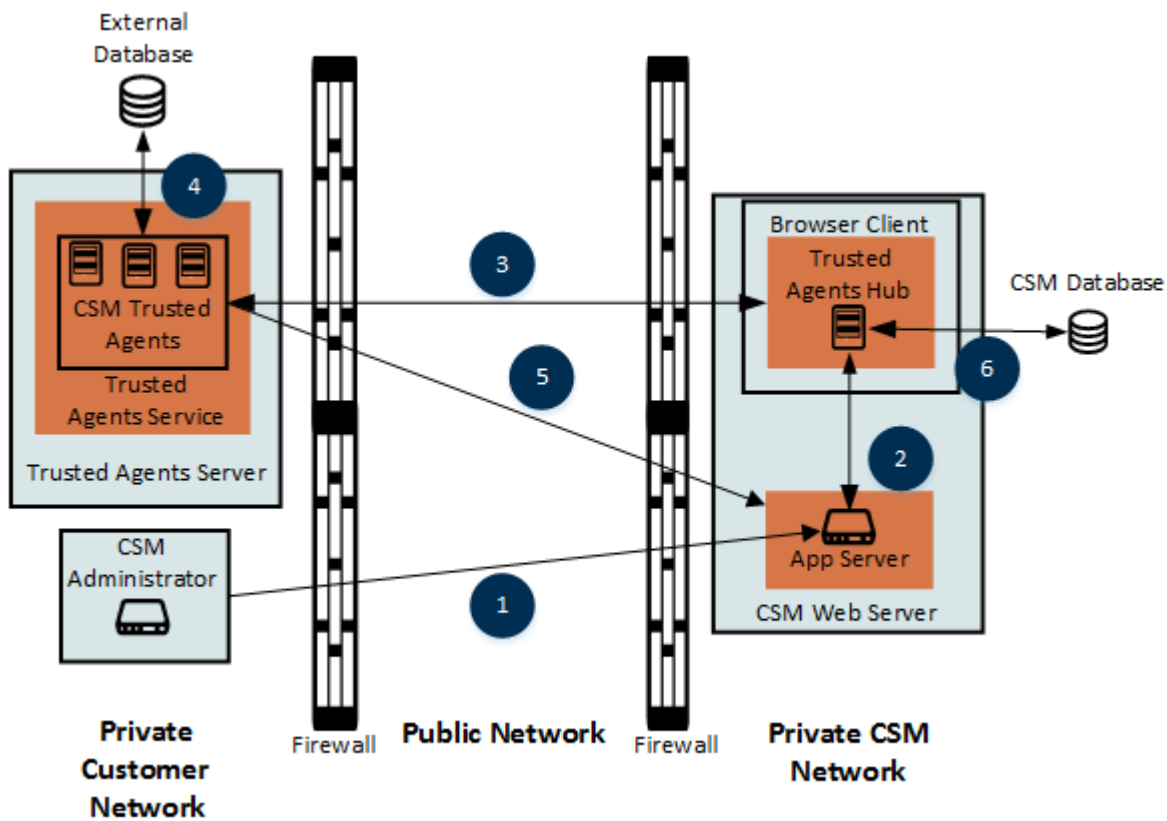 External
Database
4
CSM Trusted
Agents
Trusted
Agents Service
Trusted Agents Server
CSM
Administrator
3
5
1
Browser Client
Trusted
Agents Hub
CSM Database
6
2
App Server
CSM Web Server
Private
Customer
Network
Firewall
Public Network
Firewall
Private CSM
Network